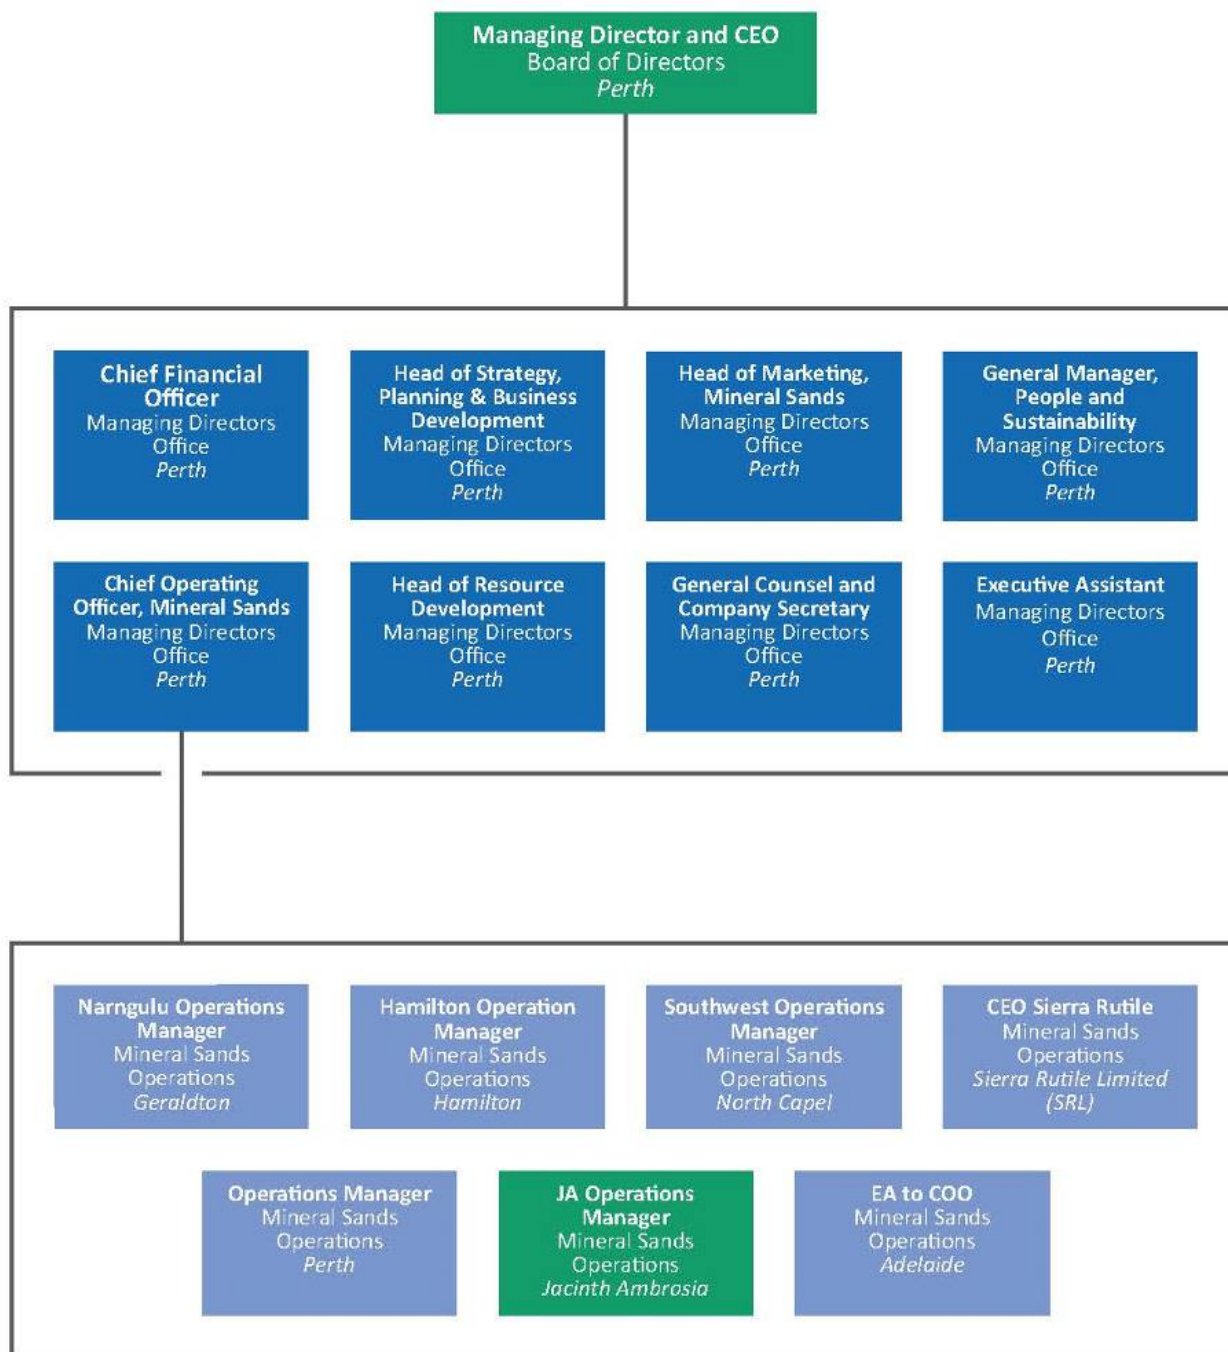 Managing Director and CEO
Board of Directors
Perth
Chief Financial
Officer
Managing Directors
Office
Perth
Head of Strategy,
Planning & Business
Development
Managing Directors
Office
Perth
Head of Marketing,
Mineral Sands
Managing Directors
Office
Perth
General Manager,
People and
Sustainability
Managing Directors
Office
Perth
Chief Operating
Officer, Mineral Sands
Managing Directors
Office
Perth
Head of Resource
Development
Managing Directors
Office
Perth
General Counsel and
Company Secretary
Managing Directors
Office
Perth
Executive Assistant
Managing Directors
Office
Perth
Narngulu Operations
Manager
Mineral Sands
Operations
Geraldton
Hamilton Operation
Manager
Mineral Sands
Operations
Hamilton
Southwest Operations
Manager
Mineral Sands
Operations
North Capel
CEO Sierra Rutile
Mineral Sands
Operations
Sierra Rutile Limited
(SRL)
Operations Manager
Mineral Sands
Operations
Perth
JA Operations
Manager
Mineral Sands
Operations
Jacinth Ambrosia
EA to COO
Mineral Sands
Operations
Adelaide